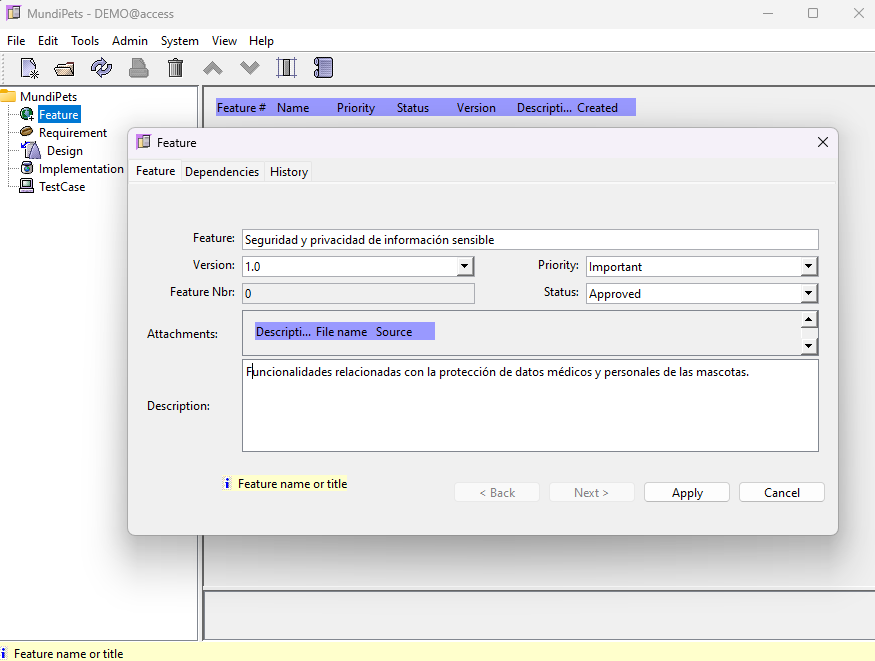 MundiPets - DEMO@access
File Edit Tools Admin System View Help
MundiPets
Feature
Requirement
Design
Implementation
TestCase
Feature # Name Priority Status Version Descripti... Created
Feature
Feature Dependencies History
Feature: Seguridad y privacidad de información sensible
Version: 1.0 Priority: Important
Feature Nbr: 0 Status: Approved
Attachments: Descripti... File name Source
Description: Funcionalidades relacionadas con la protección de datos médicos y personales de las mascotas.
Feature name or title
< Back Next > Apply Cancel
Feature name or title